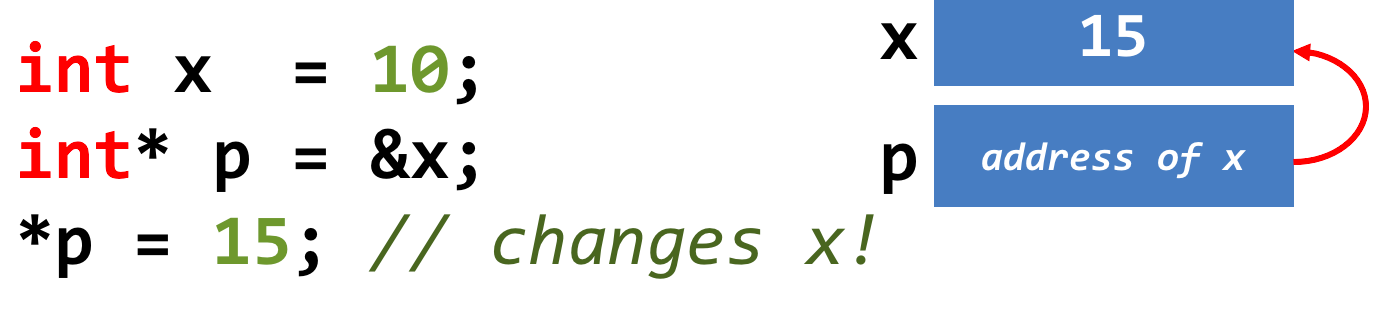 int x  = 10;
int* p = &x;
*p = 15; // changes x!
x 15
p address of x